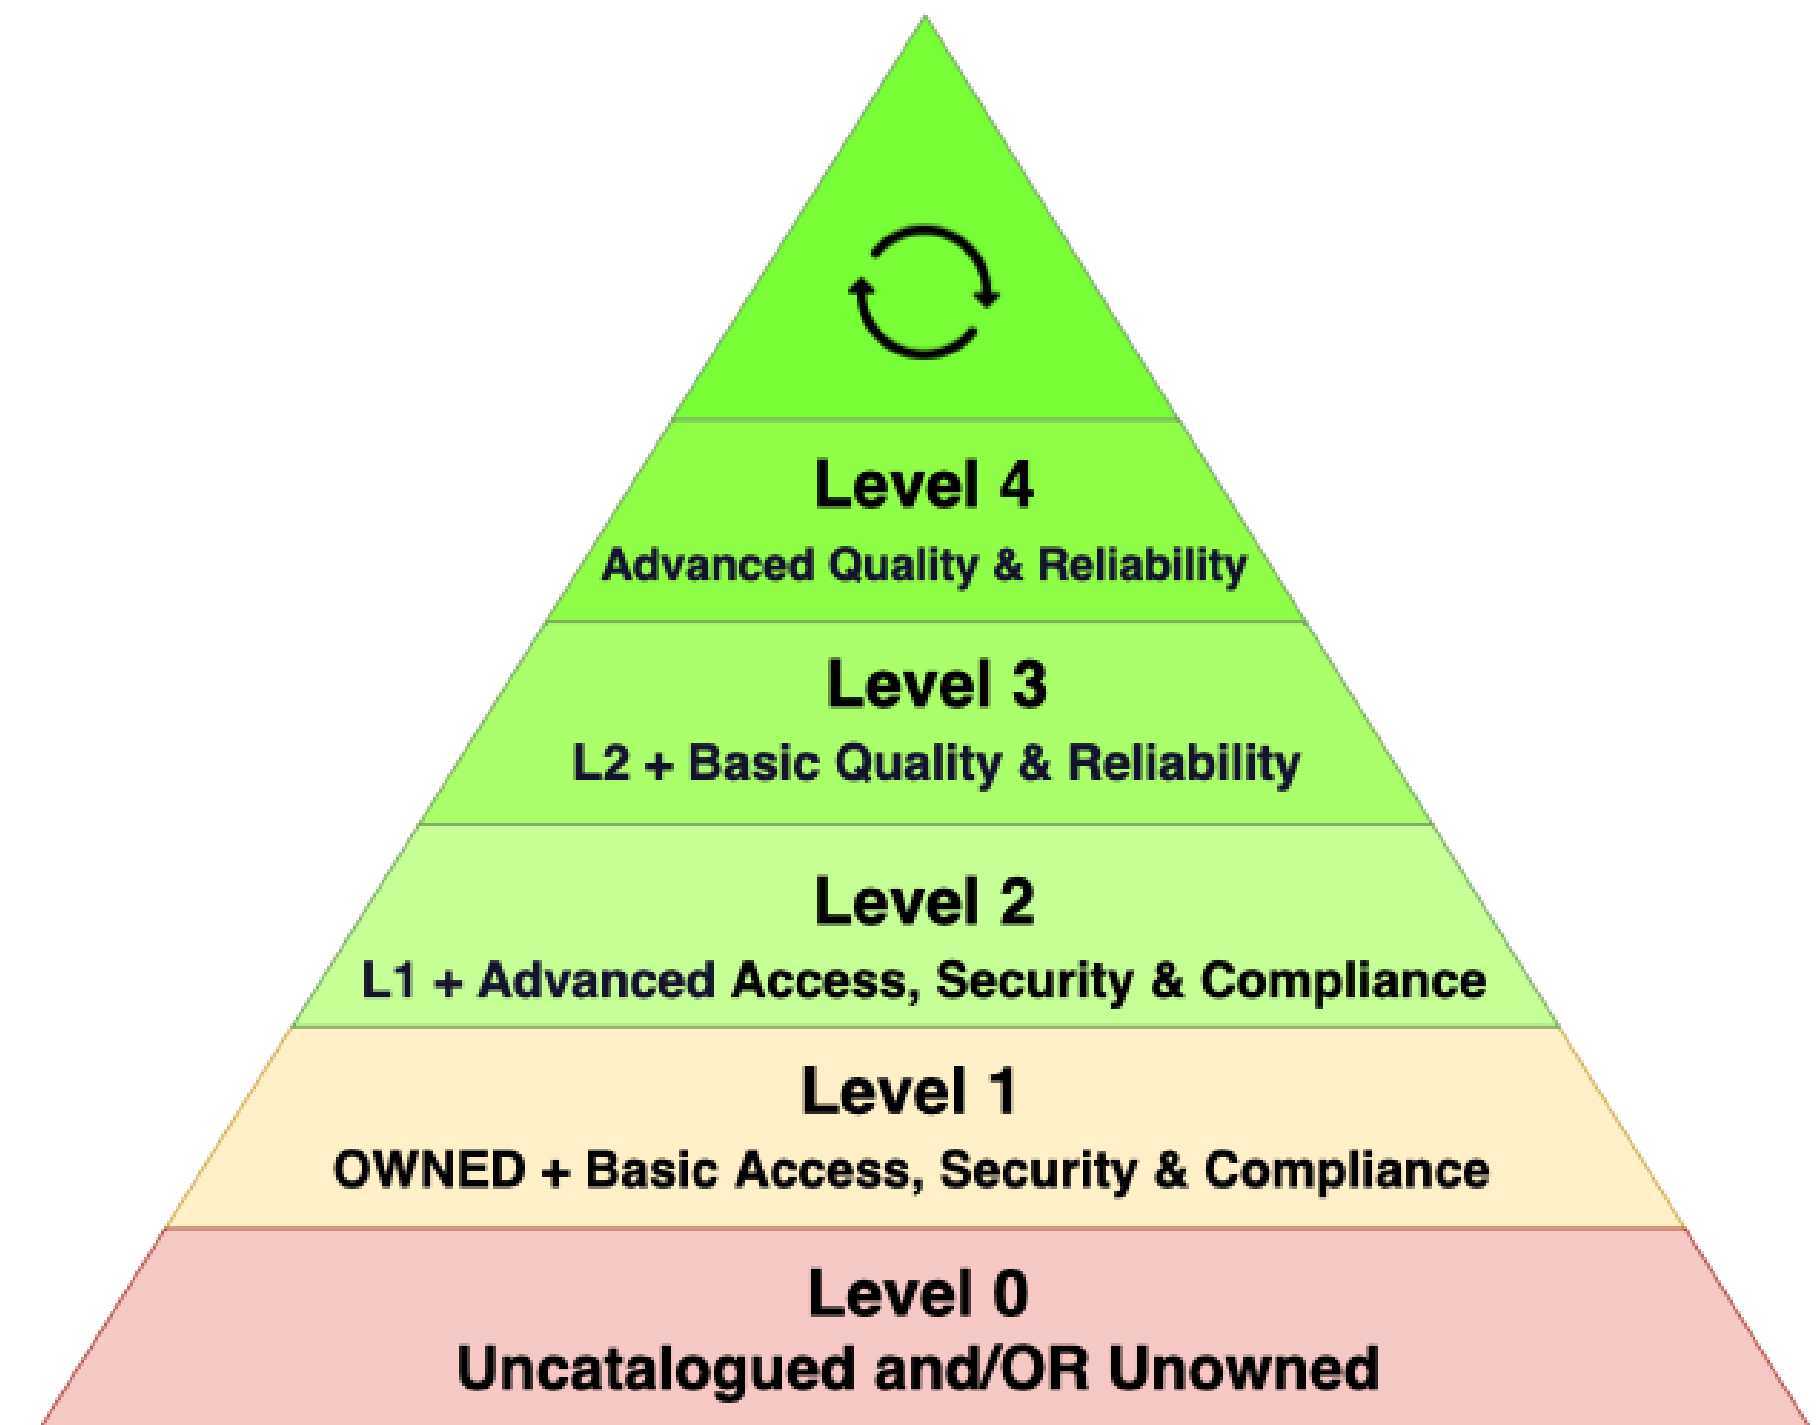 Level 4
Advanced Quality & Reliability
Level 3
L2 + Basic Quality & Reliability
Level 2
L1 + Advanced Access, Security & Compliance
Level 1
OWNED + Basic Access, Security & Compliance
Level 0
Uncatalogued and/OR Unowned